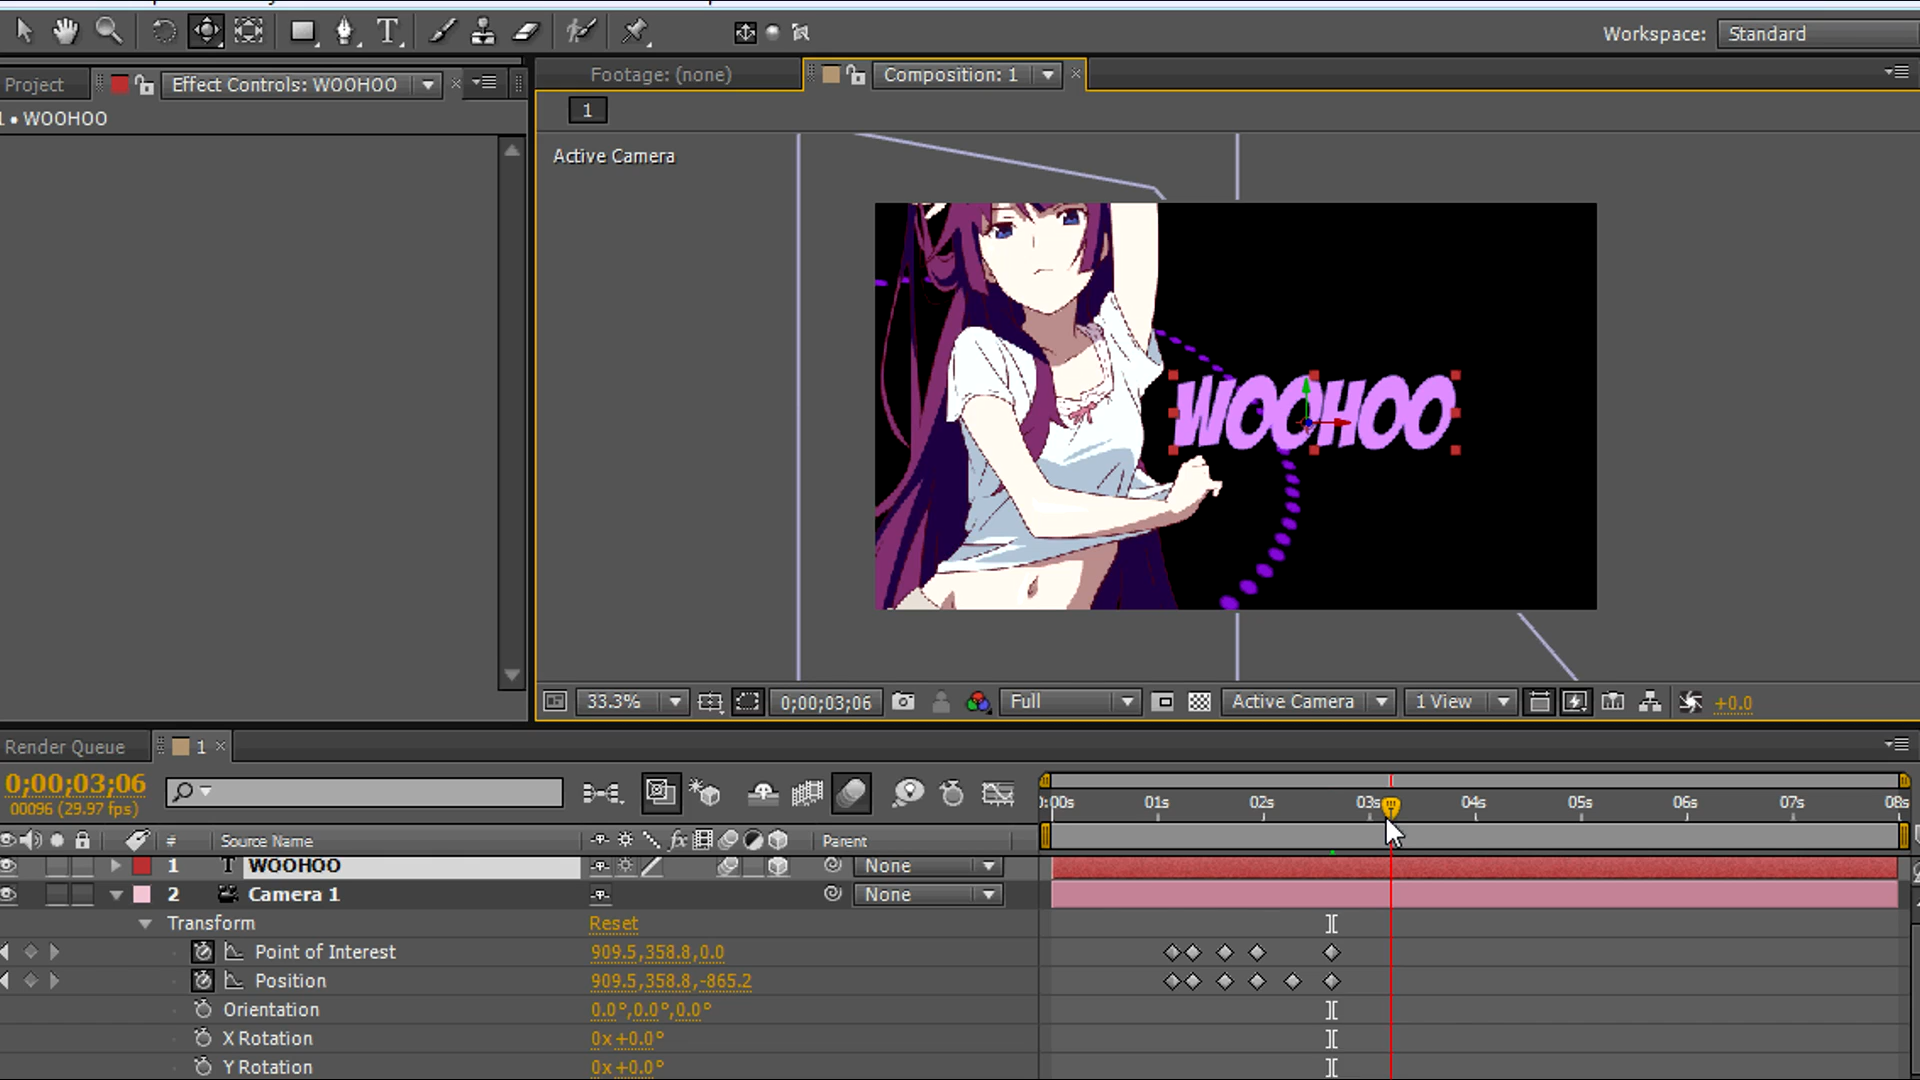 Workspace: Standard
Project Effect Controls: WOOHOO Footage: (none) Composition: 1
1 • WOOHOO 1
Active Camera
WOOHOO
33.3% 0;00;03;06 Full Active Camera 1 View +0.0
Render Queue 1
0;00;03;06
00096 (29.97 fps)
0:00s 01s 02s 03s 04s 05s 06s 07s 08s
# Source Name fx Parent
1 T WOOHOO None
2 Camera 1 None
Transform Reset
Point of Interest 909.5,358.8,0.0
Position 909.5,358.8,-865.2
Orientation 0.0°,0.0°,0.0°
X Rotation 0x+0.0°
Y Rotation 0x+0.0°